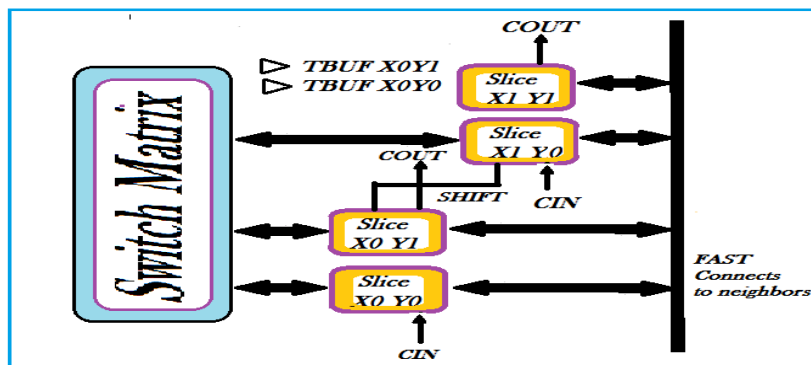 Switch Matrix
TBUF X0Y1
TBUF X0Y0
COUT
Slice
X1 Y1
Slice
X1 Y0
COUT
SHIFT
CIN
Slice
X0 Y1
Slice
X0 Y0
CIN
FAST
Connects
to neighbors